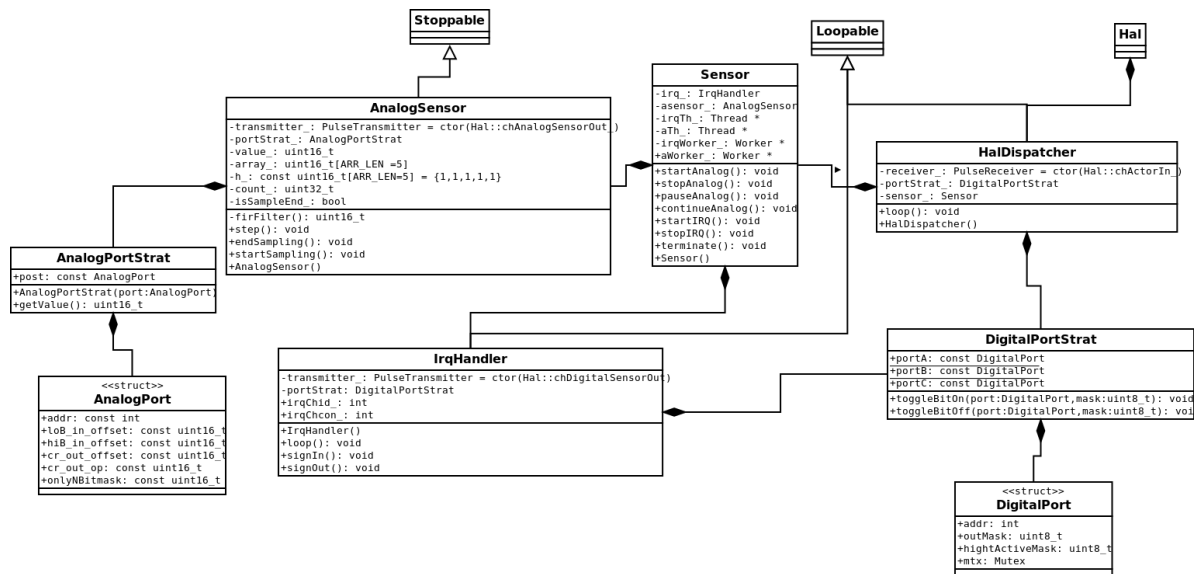 Stoppable
Loopable
Hal
AnalogSensor
-transmitter_: PulseTransmitter = ctor(Hal::chAnalogSensorOut_)
-portStrat_: AnalogPortStrat
-value_: uint16_t
-array_: uint16_t[ARR_LEN =5]
-h_: const uint16_t[ARR_LEN=5] = {1,1,1,1,1}
-count_: uint32_t
-isSampleEnd_: bool
-firFilter(): uint16_t
+step(): void
+endSampling(): void
+startSampling(): void
+AnalogSensor()
Sensor
-irq_: IrqHandler
-asensor_: AnalogSensor
-irqTh_: Thread *
-aTh_: Thread *
-irqWorker_: Worker *
+aWorker_: Worker *
+startAnalog(): void
+stopAnalog(): void
+pauseAnalog(): void
+continueAnalog(): void
+startIRQ(): void
+stopIRQ(): void
+terminate(): void
+Sensor()
HalDispatcher
-receiver_: PulseReceiver = ctor(Hal::chActorIn_)
-portStrat_: DigitalPortStrat
-sensor_: Sensor
+loop(): void
+HalDispatcher()
AnalogPortStrat
+post: const AnalogPort
+AnalogPortStrat(port:AnalogPort)
+getValue(): uint16_t
IrqHandler
-transmitter_: PulseTransmitter = ctor(Hal::chDigitalSensorOut)
-portStrat: DigitalPortStrat
+irqChid_: int
+irqChcon_: int
+IrqHandler()
+loop(): void
+signIn(): void
+signOut(): void
DigitalPortStrat
+portA: const DigitalPort
+portB: const DigitalPort
+portC: const DigitalPort
+toggleBitOn(port:DigitalPort,mask:uint8_t): void
+toggleBitOff(port:DigitalPort,mask:uint8_t): voi
<<struct>>
AnalogPort
+addr: const int
+loB_in_offset: const uint16_t
+hiB_in_offset: const uint16_t
+cr_out_offset: const uint16_t
+cr_out_op: const uint16_t
+onlyNBitmask: const uint16_t
<<struct>>
DigitalPort
+addr: int
+outMask: uint8_t
+hightActiveMask: uint8_t
+mtx: Mutex